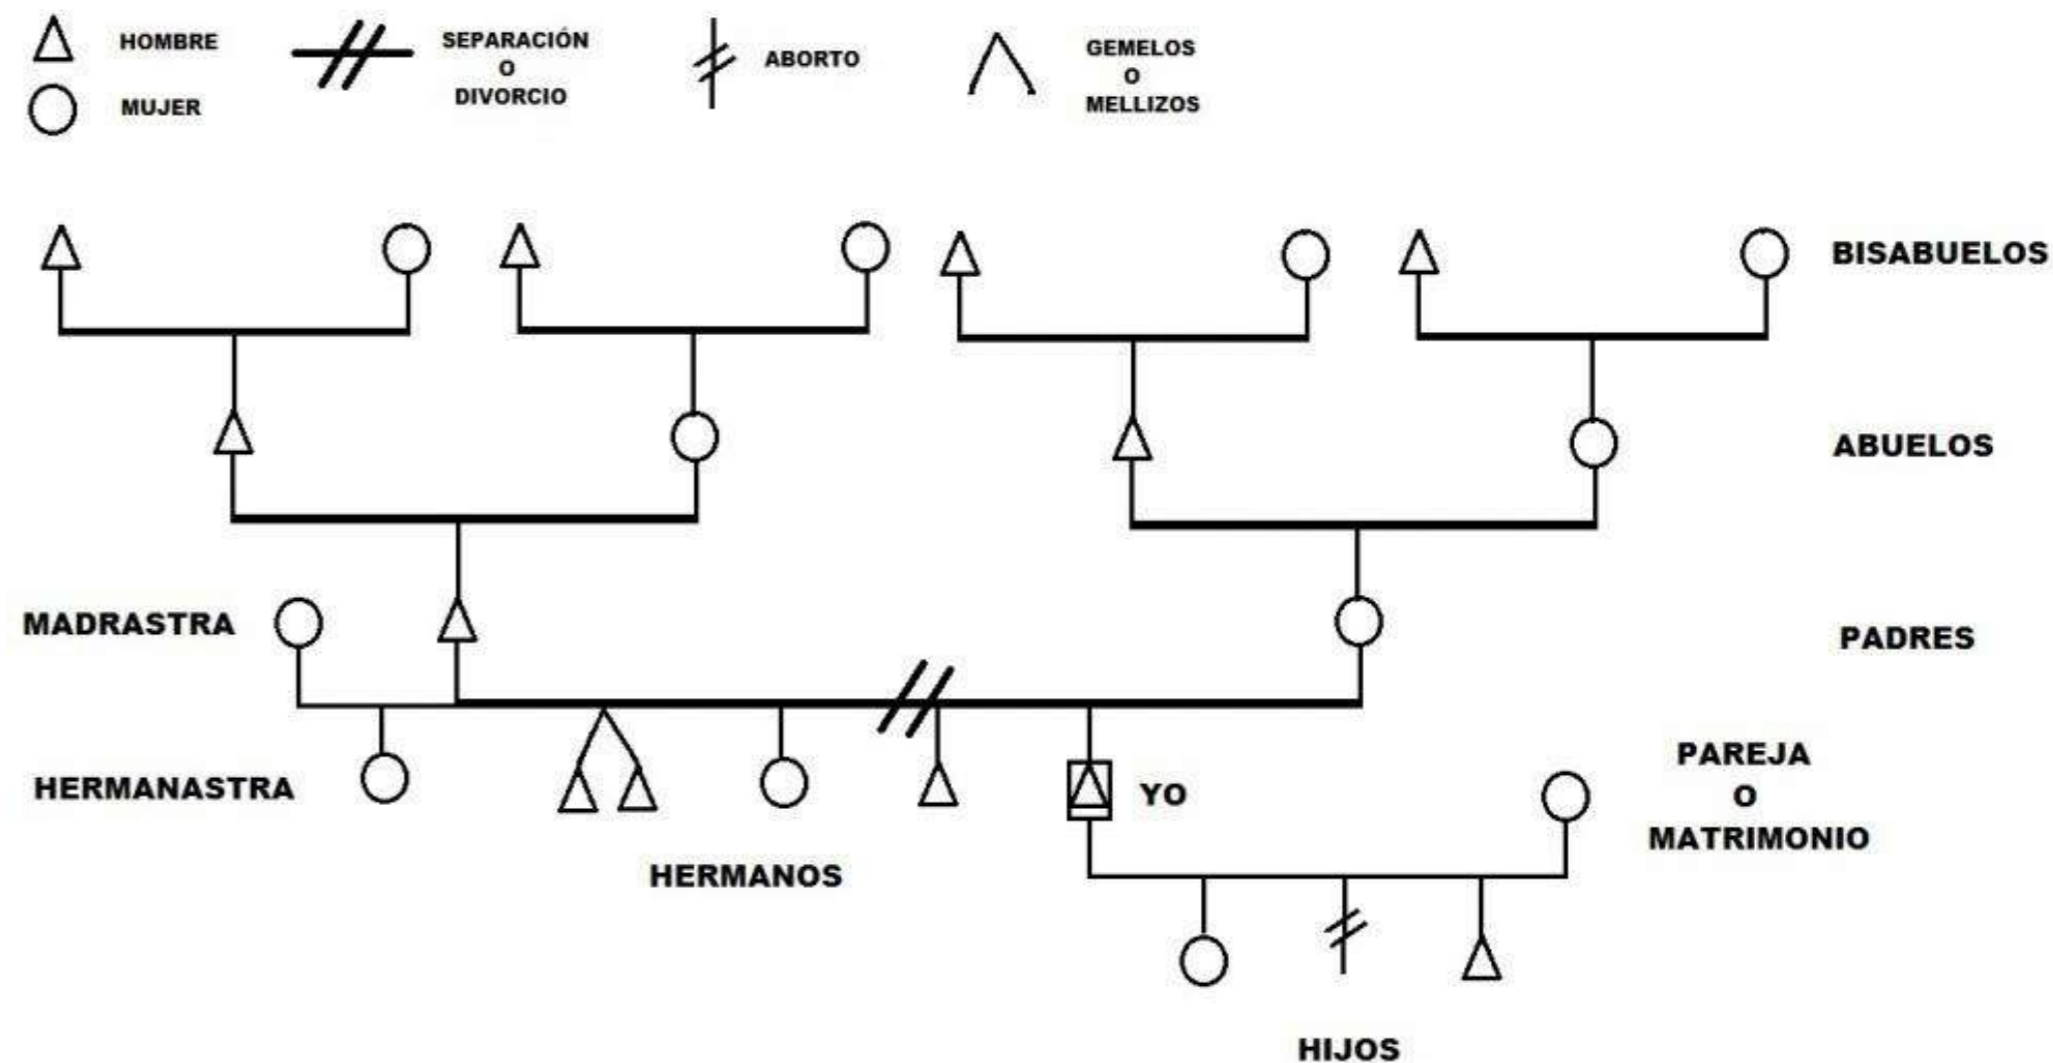 HOMBRE
MUJER
SEPARACIÓN
O
DIVORCIO
ABORTO
GEMELOS
O
MELLIZOS
BISABUELOS
ABUELOS
MADRASTRA
PADRES
HERMANASTRA
YO
PAREJA
O
MATRIMONIO
HERMANOS
HIJOS